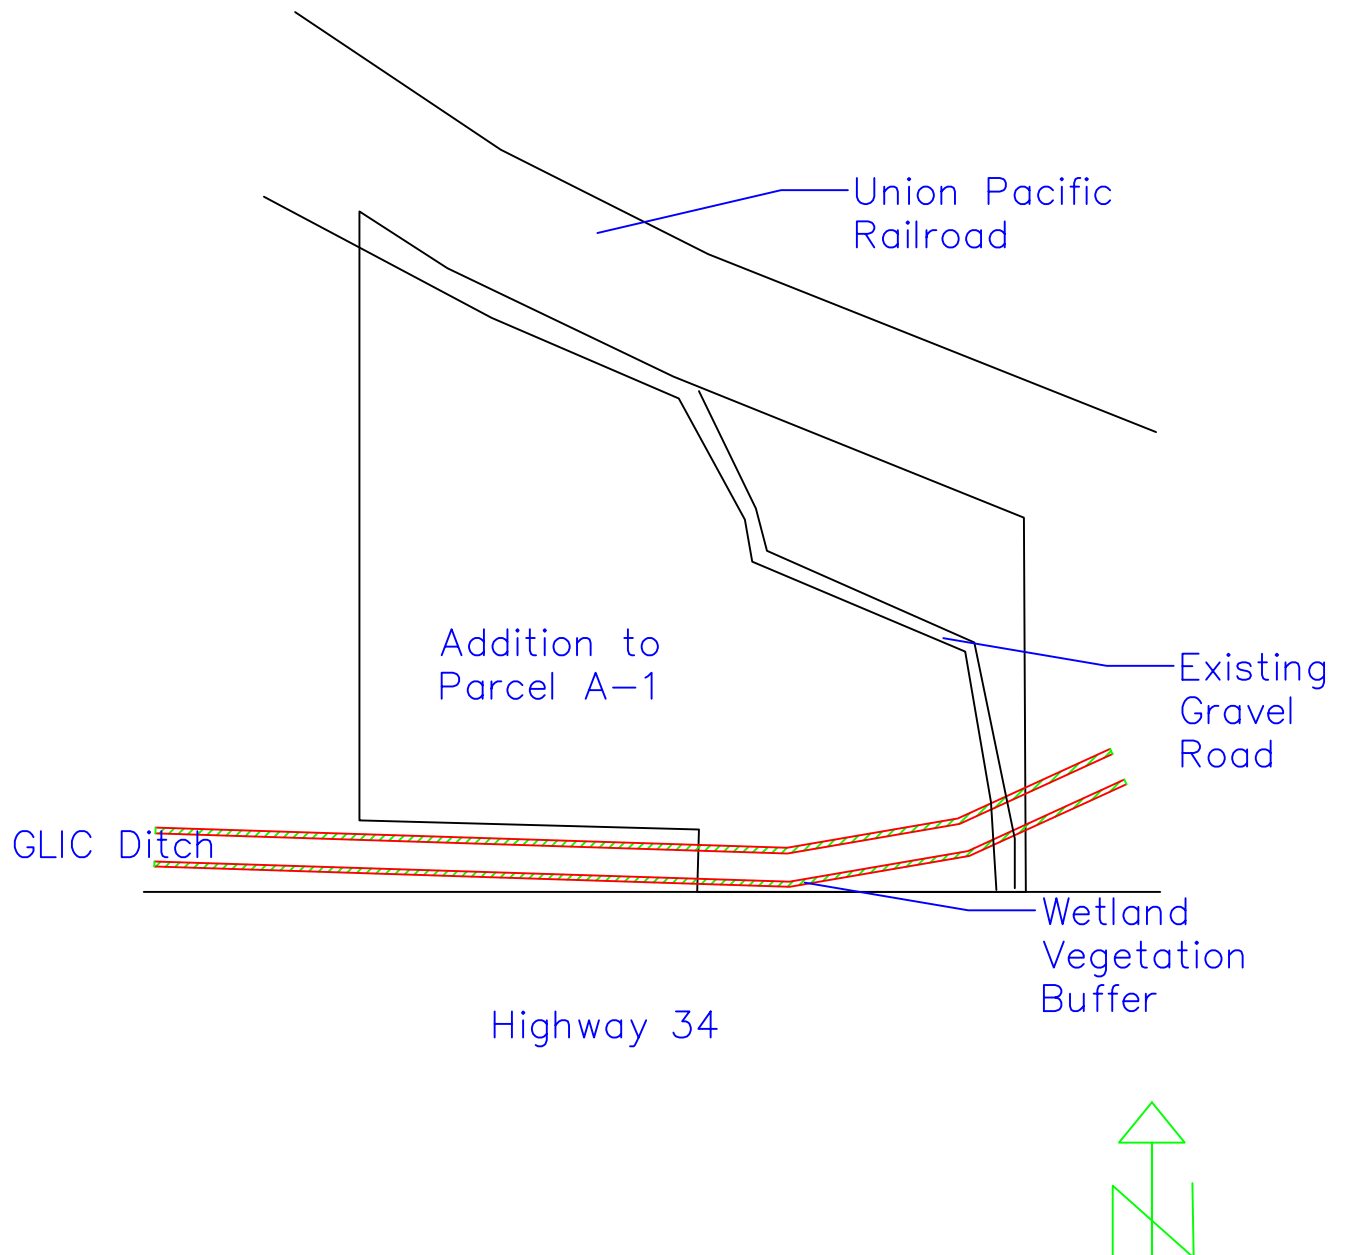 Union Pacific
Railroad
Addition to
Parcel A-1
Existing
Gravel
Road
GLIC Ditch
Wetland
Vegetation
Buffer
Highway 34
N